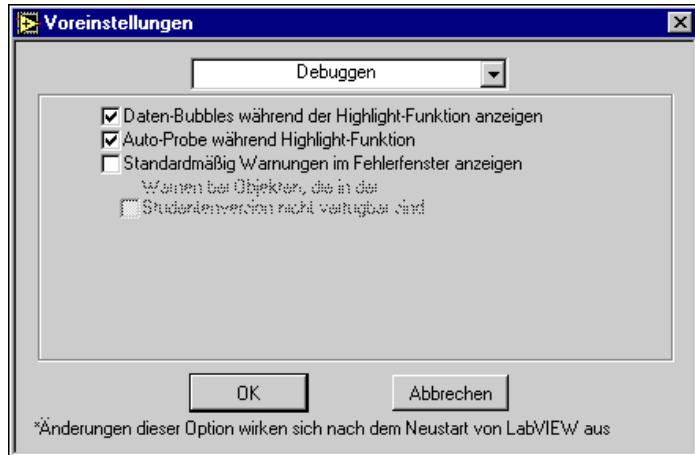 Voreinstellungen
Debuggen
Daten-Bubbles während der Highlight-Funktion anzeigen
Auto-Probe während Highlight-Funktion
Standardmäßig Warnungen im Fehlerfenster anzeigen
Warnen bei Objekten, die in der
Studentenversion nicht verfügbar sind
OK
Abbrechen
*Änderungen dieser Option wirken sich nach dem Neustart von LabVIEW aus